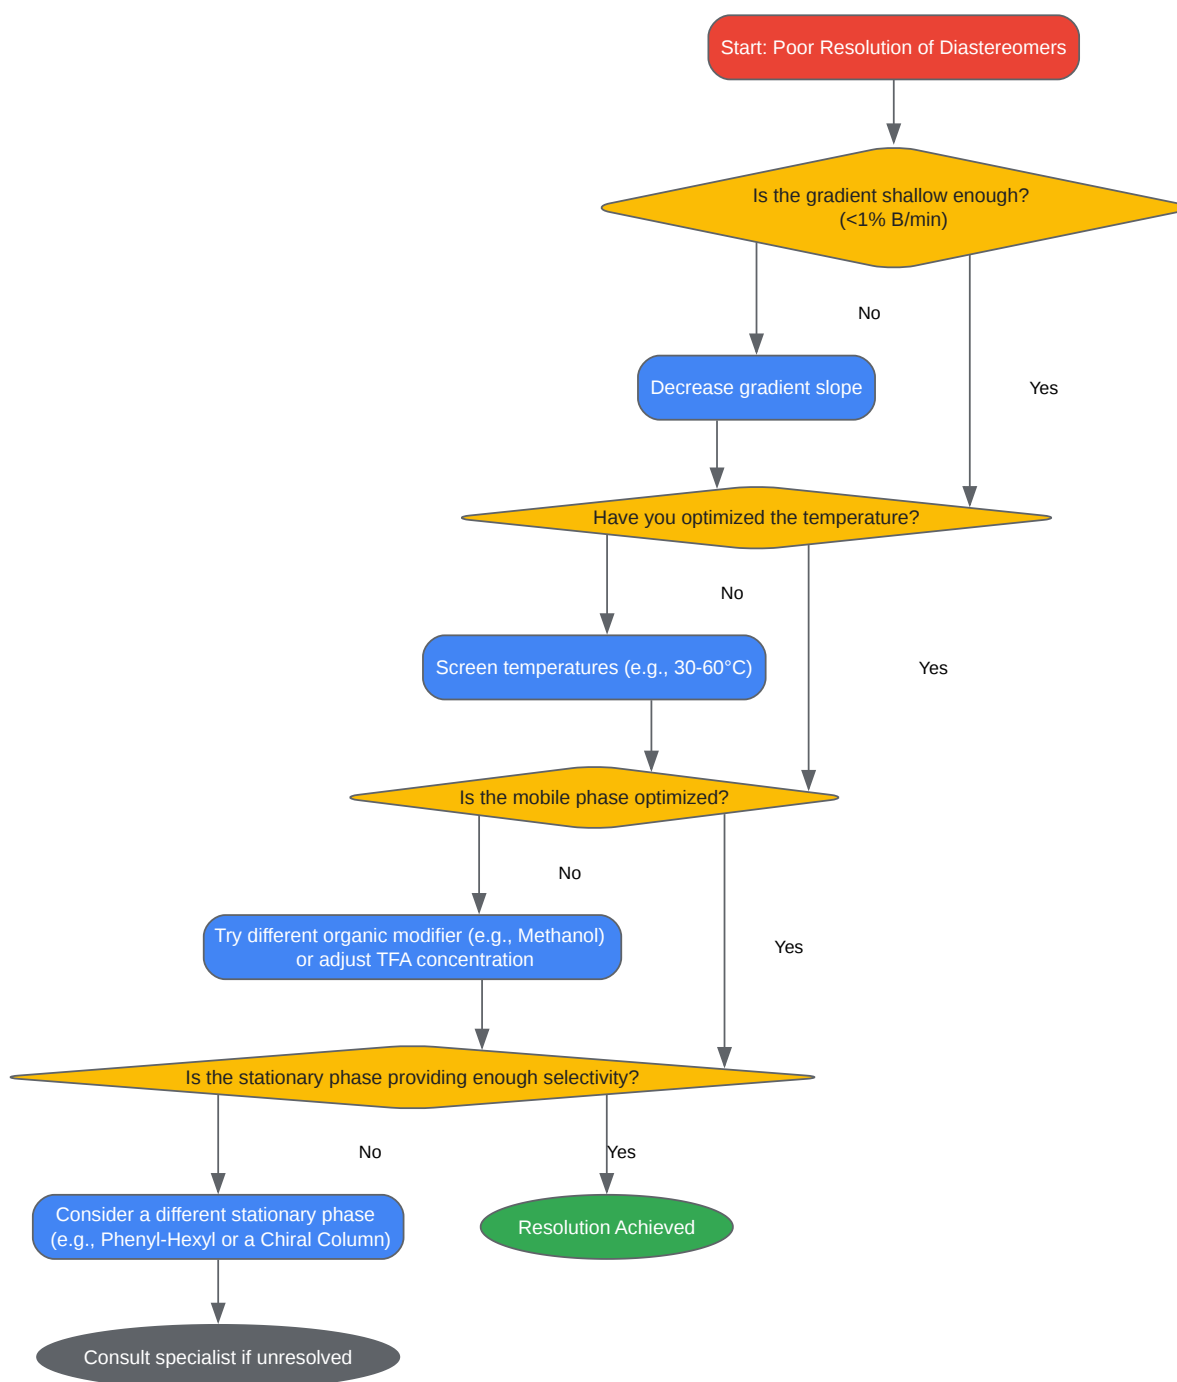 Start: Poor Resolution of Diastereomers
Is the gradient shallow enough?
(<1% B/min)
No
Decrease gradient slope
Yes
Have you optimized the temperature?
No
Screen temperatures (e.g., 30-60°C)
Yes
Is the mobile phase optimized?
No
Try different organic modifier (e.g., Methanol)
or adjust TFA concentration
Yes
Is the stationary phase providing enough selectivity?
No
Yes
Consider a different stationary phase
(e.g., Phenyl-Hexyl or a Chiral Column)
Resolution Achieved
Consult specialist if unresolved